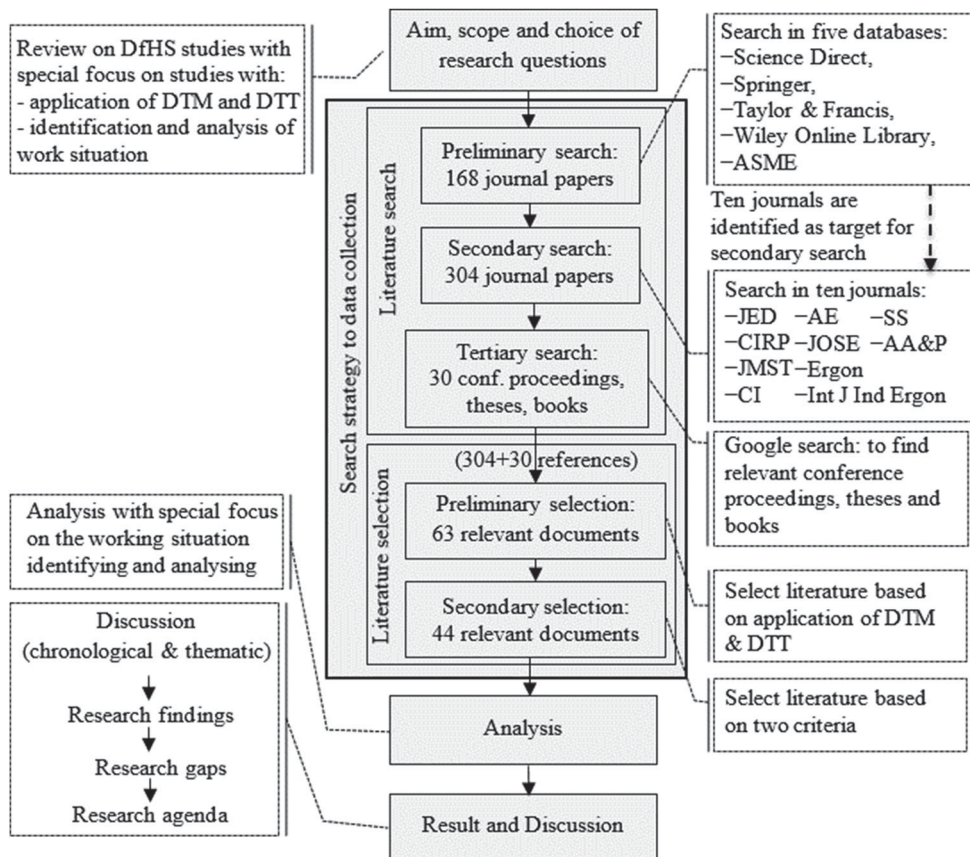 Aim, scope and choice of
research questions
Review on DfHS studies with
special focus on studies with:
- application of DTM and DTT
- identification and analysis of
work situation
Search in five databases:
−Science Direct,
−Springer,
−Taylor & Francis,
−Wiley Online Library,
−ASME
Search strategy to data collection
Literature search
Preliminary search:
168 journal papers
Ten journals are
identified as target for
secondary search
Secondary search:
304 journal papers
Search in ten journals:
−JED −AE −SS
−CIRP −JOSE −AA&P
−JMST −Ergon
−CI −Int J Ind Ergon
Tertiary search:
30 conf. proceedings,
theses, books
Google search: to find
relevant conference
proceedings, theses and
books
(304+30 references)
Literature selection
Preliminary selection:
63 relevant documents
Select literature based
on application of DTM
& DTT
Secondary selection:
44 relevant documents
Select literature based
on two criteria
Analysis with special focus
on the working situation
identifying and analysing
Analysis
Discussion
(chronological & thematic)
Research findings
Research gaps
Research agenda
Result and Discussion